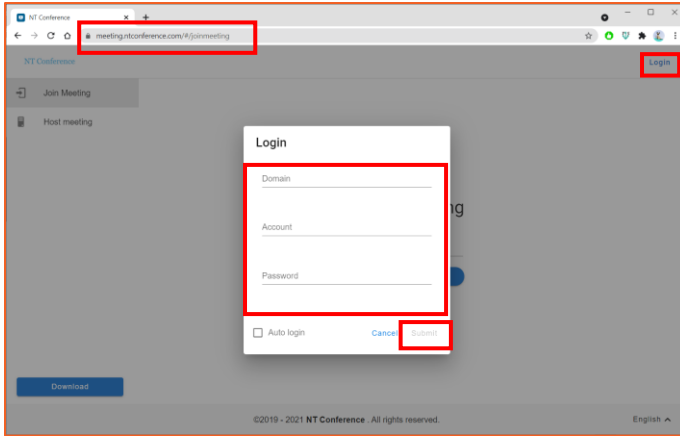 NT Conference
meeting.ntconference.com/#/joinmeeting
NT Conference
Login
Join Meeting
Host meeting
Login
Domain
ng
Account
Password
Auto login
Cancel
Submit
Download
©2019 - 2021 NT Conference . All rights reserved.
English